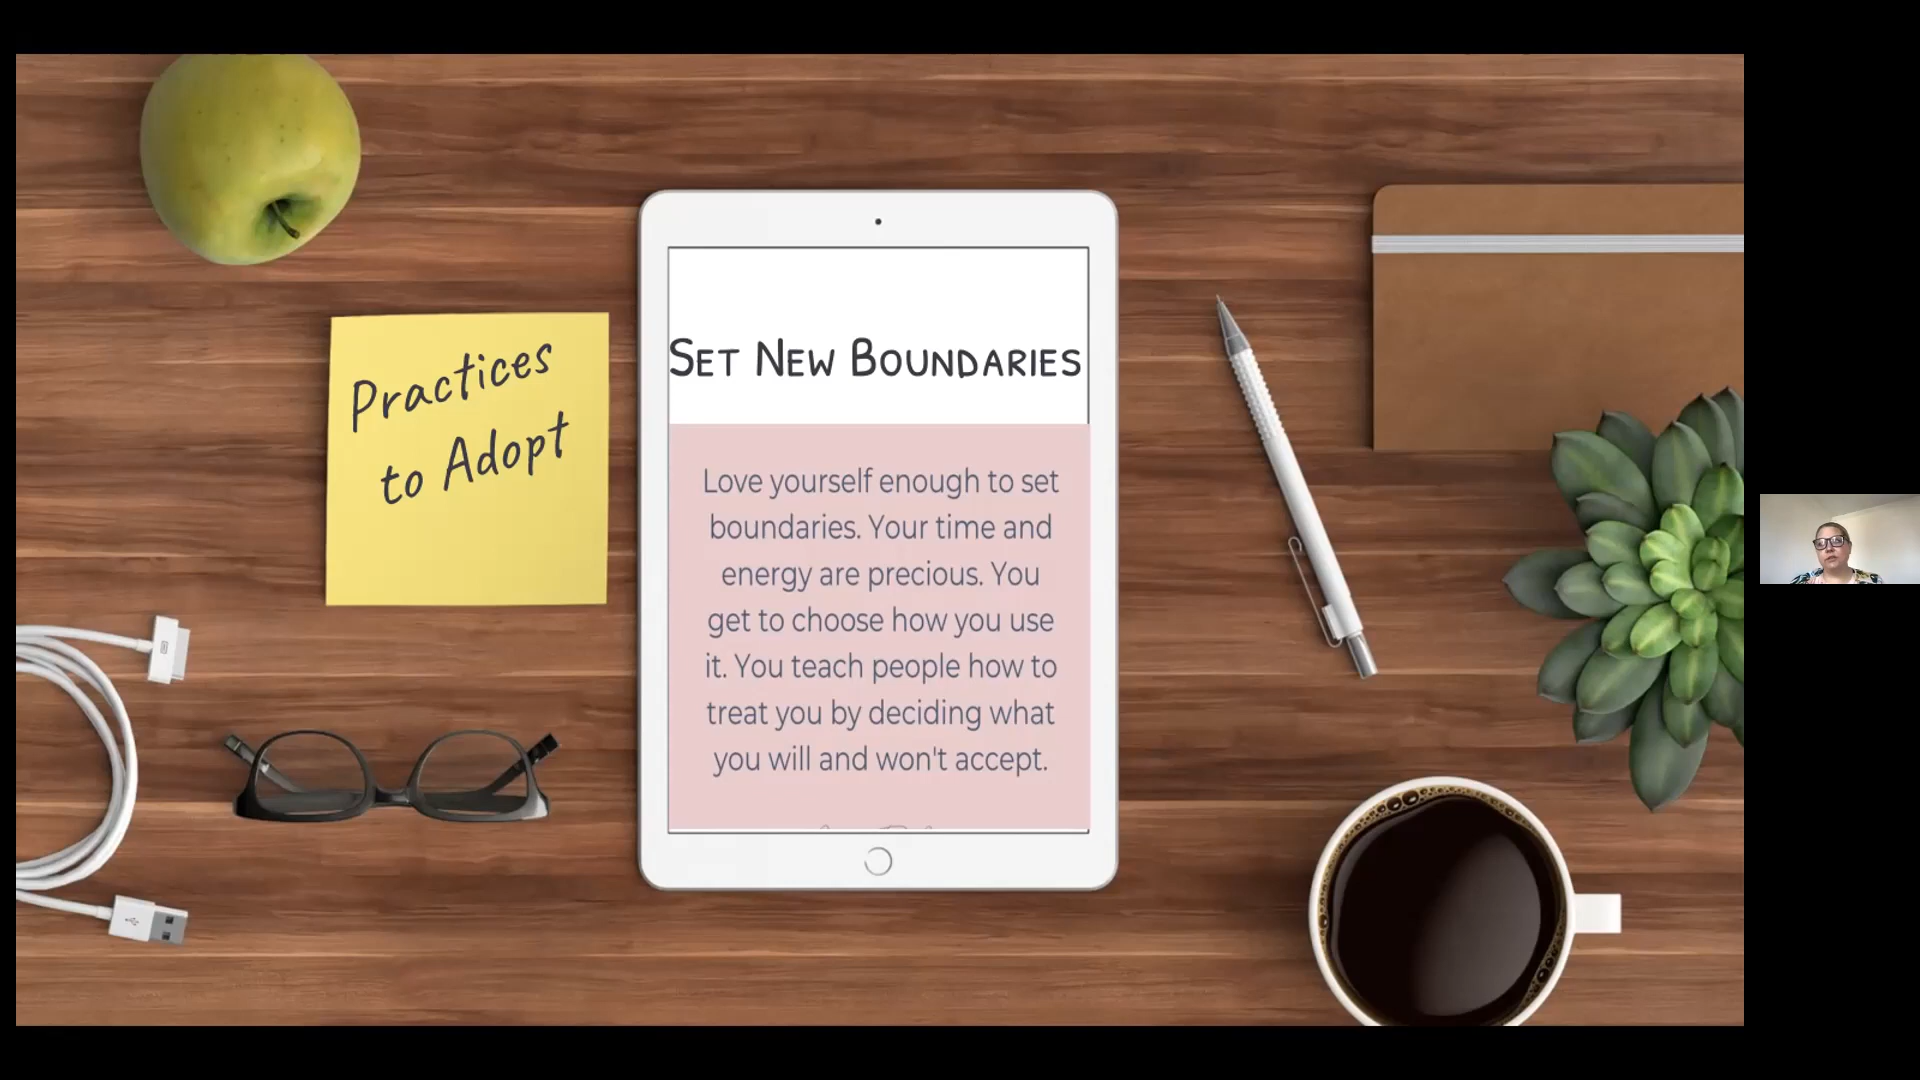 Practices
to Adopt
SET NEW BOUNDARIES
Love yourself enough to set
boundaries. Your time and
energy are precious. You
get to choose how you use
it. You teach people how to
treat you by deciding what
you will and won't accept.